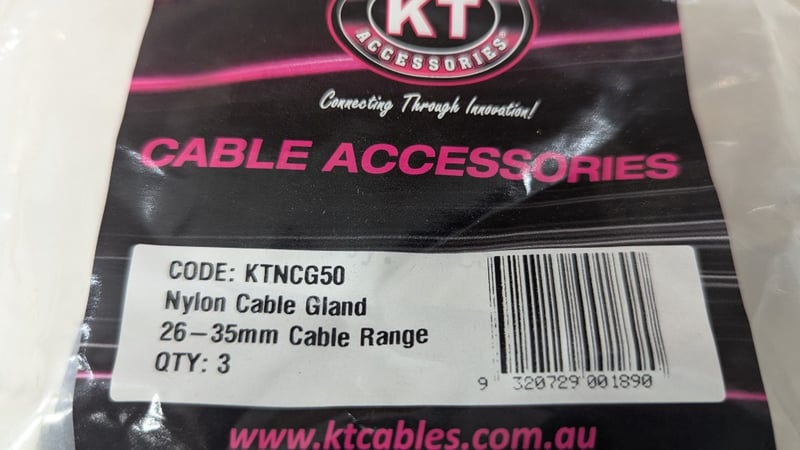 KT
ACCESSORIES®
Connecting Through Innovation!
CABLE ACCESSORIES
CODE: KTNCG50
Nylon Cable Gland
26-35mm Cable Range
QTY: 3
9 320729 001890
www.ktcables.com.au